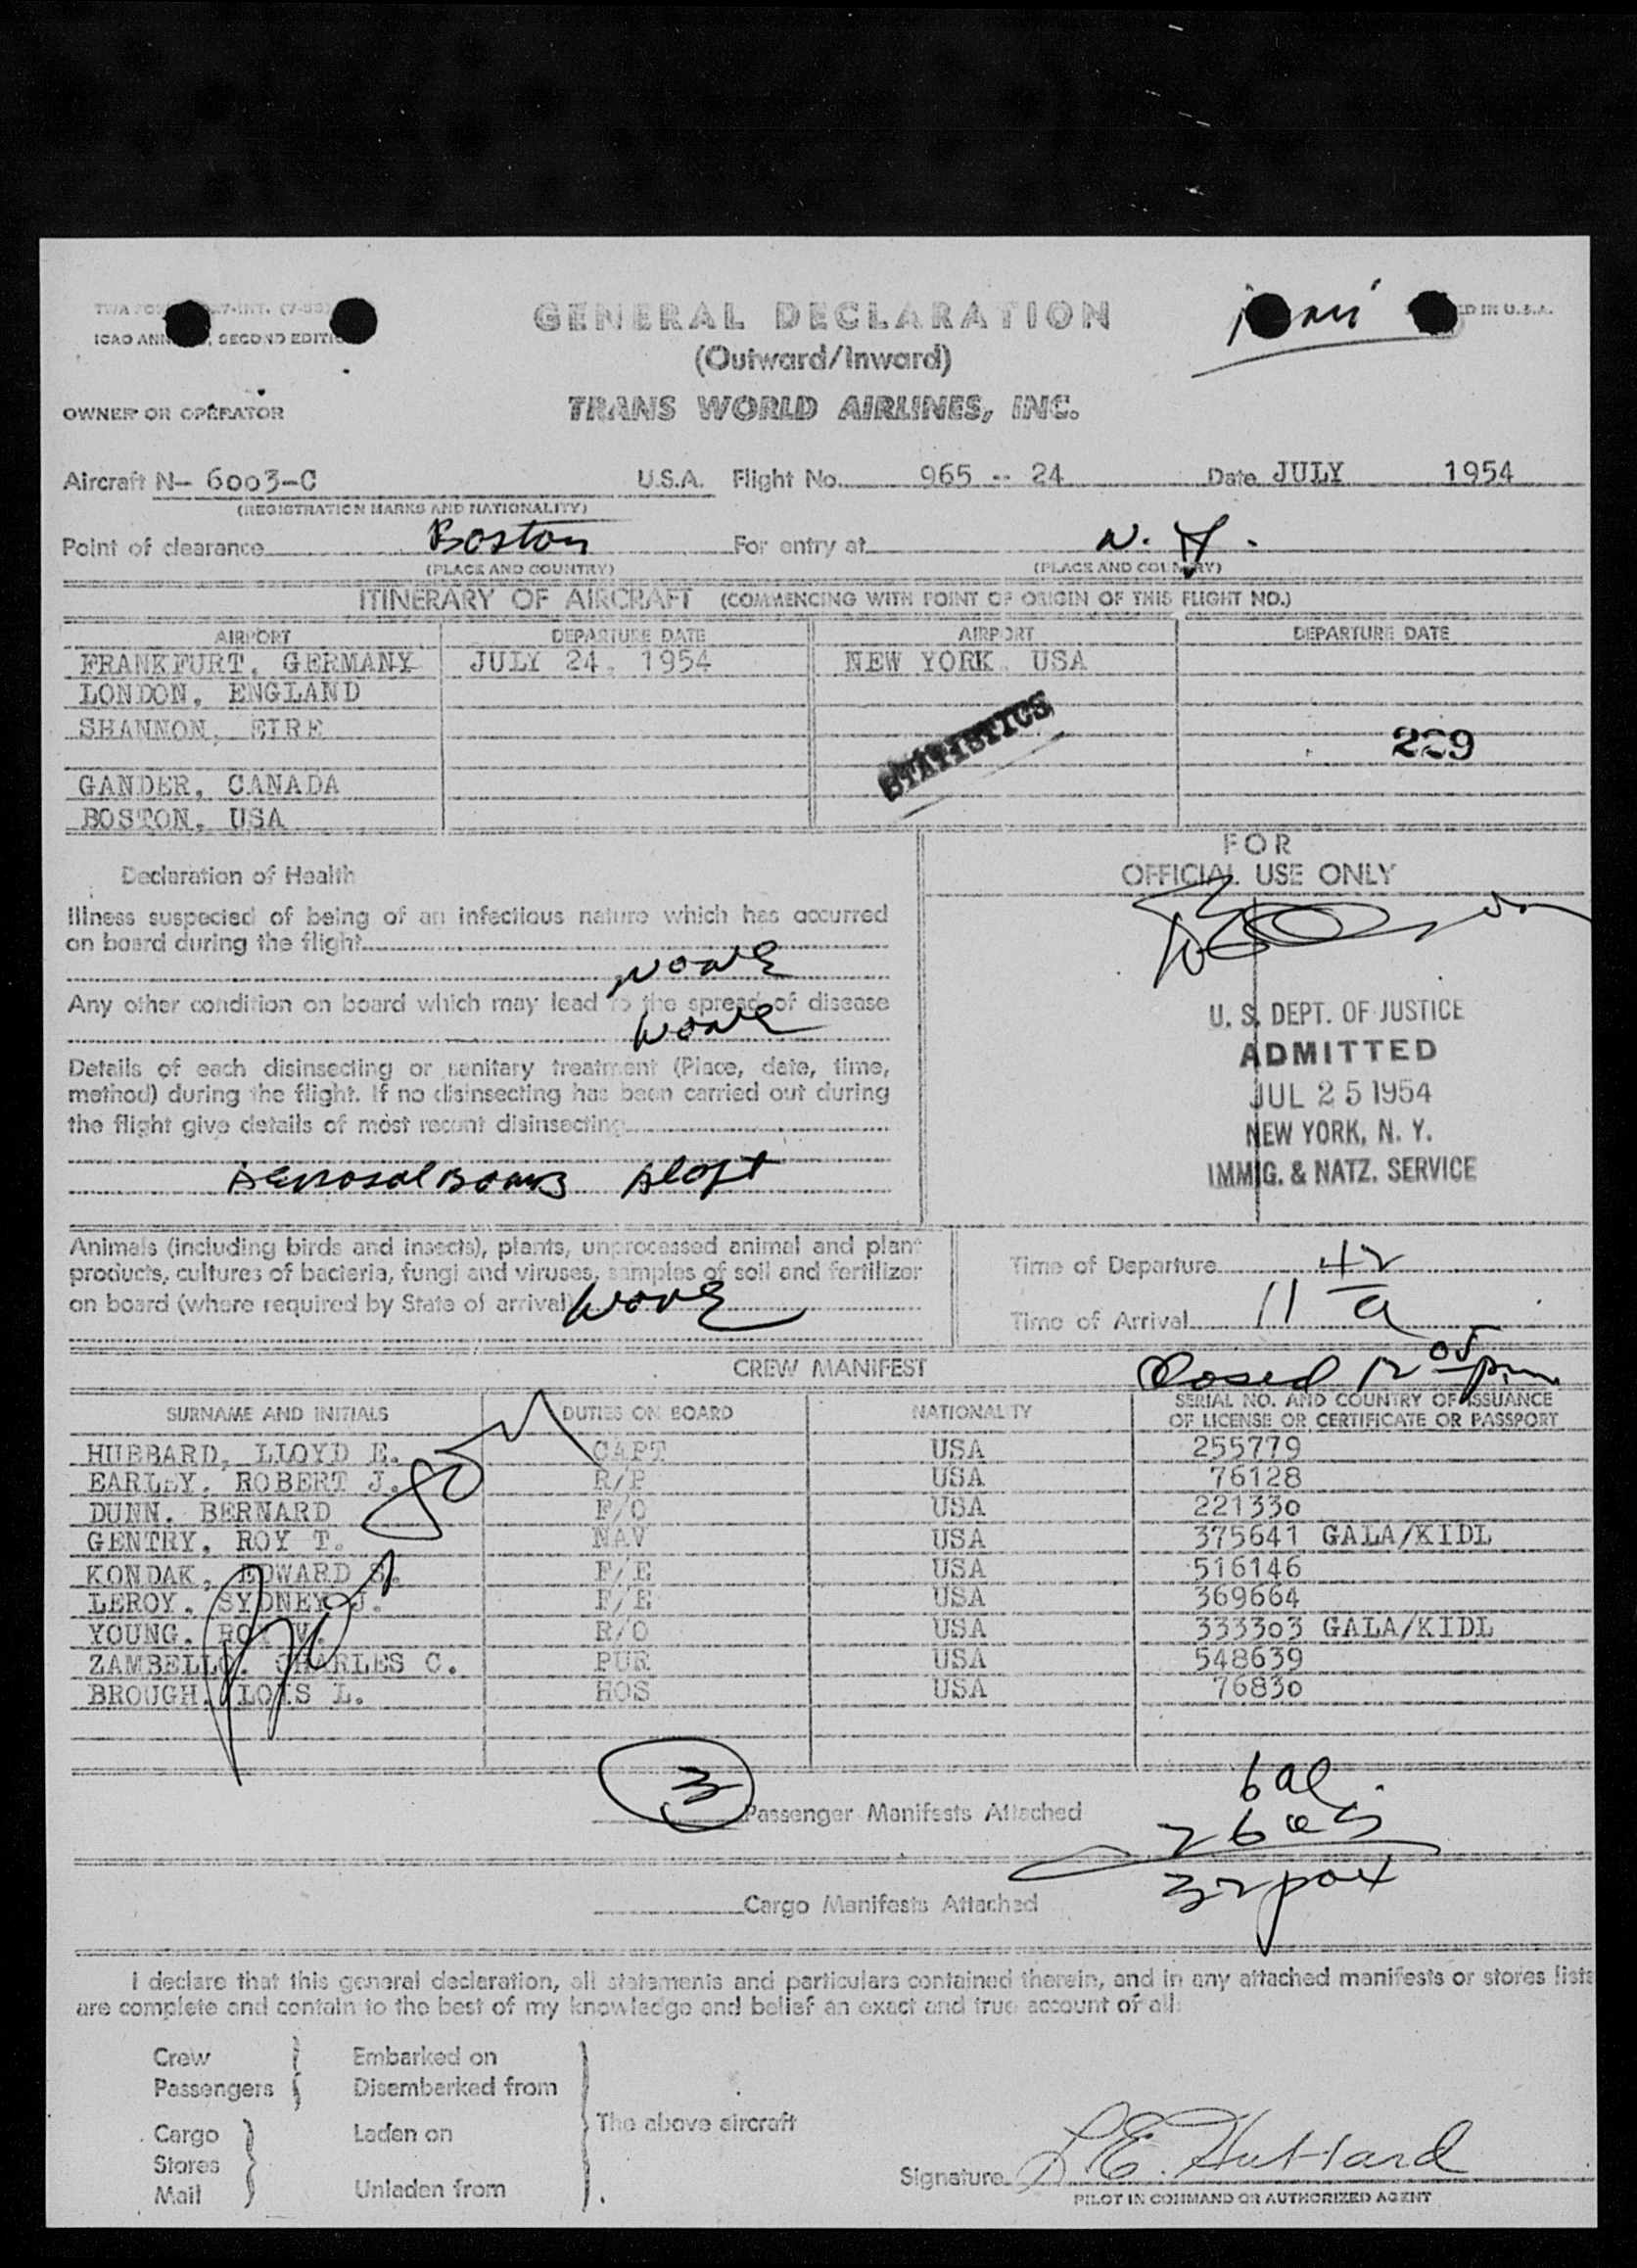 GENERAL DECLARATION
(Outward/Inward)
ICAO ANN , SECOND EDITI
OWNER OR OPERATOR
TRANS WORLD AIRLINES, INC.
Aircraft N- 6003-C U.S.A. Flight No. 965 -- 24 Date JULY 1954
(REGISTRATION MARKS AND NATIONALITY)
Point of clearance Boston For entry at N. Y.
(PLACE AND COUNTRY) (PLACE AND COUNTRY)
ITINERARY OF AIRCRAFT (COMMENCING WITH POINT OF ORIGIN OF THIS FLIGHT NO.)
AIRPORT DEPARTURE DATE AIRPORT DEPARTURE DATE
FRANKFURT, GERMANY JULY 24, 1954 NEW YORK, USA
LONDON, ENGLAND
SHANNON, EIRE
STATISTICS
229
GANDER, CANADA
BOSTON, USA
FOR
OFFICIAL USE ONLY
Declaration of Health
Illness suspected of being of an infectious nature which has occurred
on board during the flight
None
Any other condition on board which may lead to the spread of disease
None
Details of each disinsecting or sanitary treatment (Place, date, time,
method) during the flight. If no disinsecting has been carried out during
the flight give details of most recent disinsecting
Aerosol Bombs Aloft
U. S. DEPT. OF JUSTICE
ADMITTED
JUL 25 1954
NEW YORK, N. Y.
IMMIG. & NATZ. SERVICE
Animals (including birds and insects), plants, unprocessed animal and plant
products, cultures of bacteria, fungi and viruses, samples of soil and fertilizer
on board (where required by State of arrival) None
Time of Departure
Time of Arrival 11 42 a
CREW MANIFEST
Closed 12 05 pm
SURNAME AND INITIALS DUTIES ON BOARD NATIONALITY SERIAL NO. AND COUNTRY OF ISSUANCE
OF LICENSE OR CERTIFICATE OR PASSPORT
HUBBARD, LLOYD E. CAPT USA 255779
EARLEY, ROBERT J. R/P USA 76128
DUNN, BERNARD F/O USA 221330
GENTRY, ROY T. NAV USA 375641 GALA/KIDL
KONDAK, EDWARD S. F/E USA 516146
LEROY, SYDNEY J. F/E USA 369664
YOUNG, ROY V. R/O USA 333303 GALA/KIDL
ZAMBELLO, CHARLES C. PUR USA 548639
BROUGH, LOIS L. HOS USA 76830
3 Passenger Manifests Attached
6 al
26
32 pax
Cargo Manifests Attached
I declare that this general declaration, all statements and particulars contained therein, and in any attached manifests or stores lists
are complete and contain to the best of my knowledge and belief an exact and true account of all:
Crew Embarked on
Passengers Disembarked from
The above aircraft
Cargo Laden on
Stores
Mail Unladen from
Signature L. E. Hubbard
PILOT IN COMMAND OR AUTHORIZED AGENT